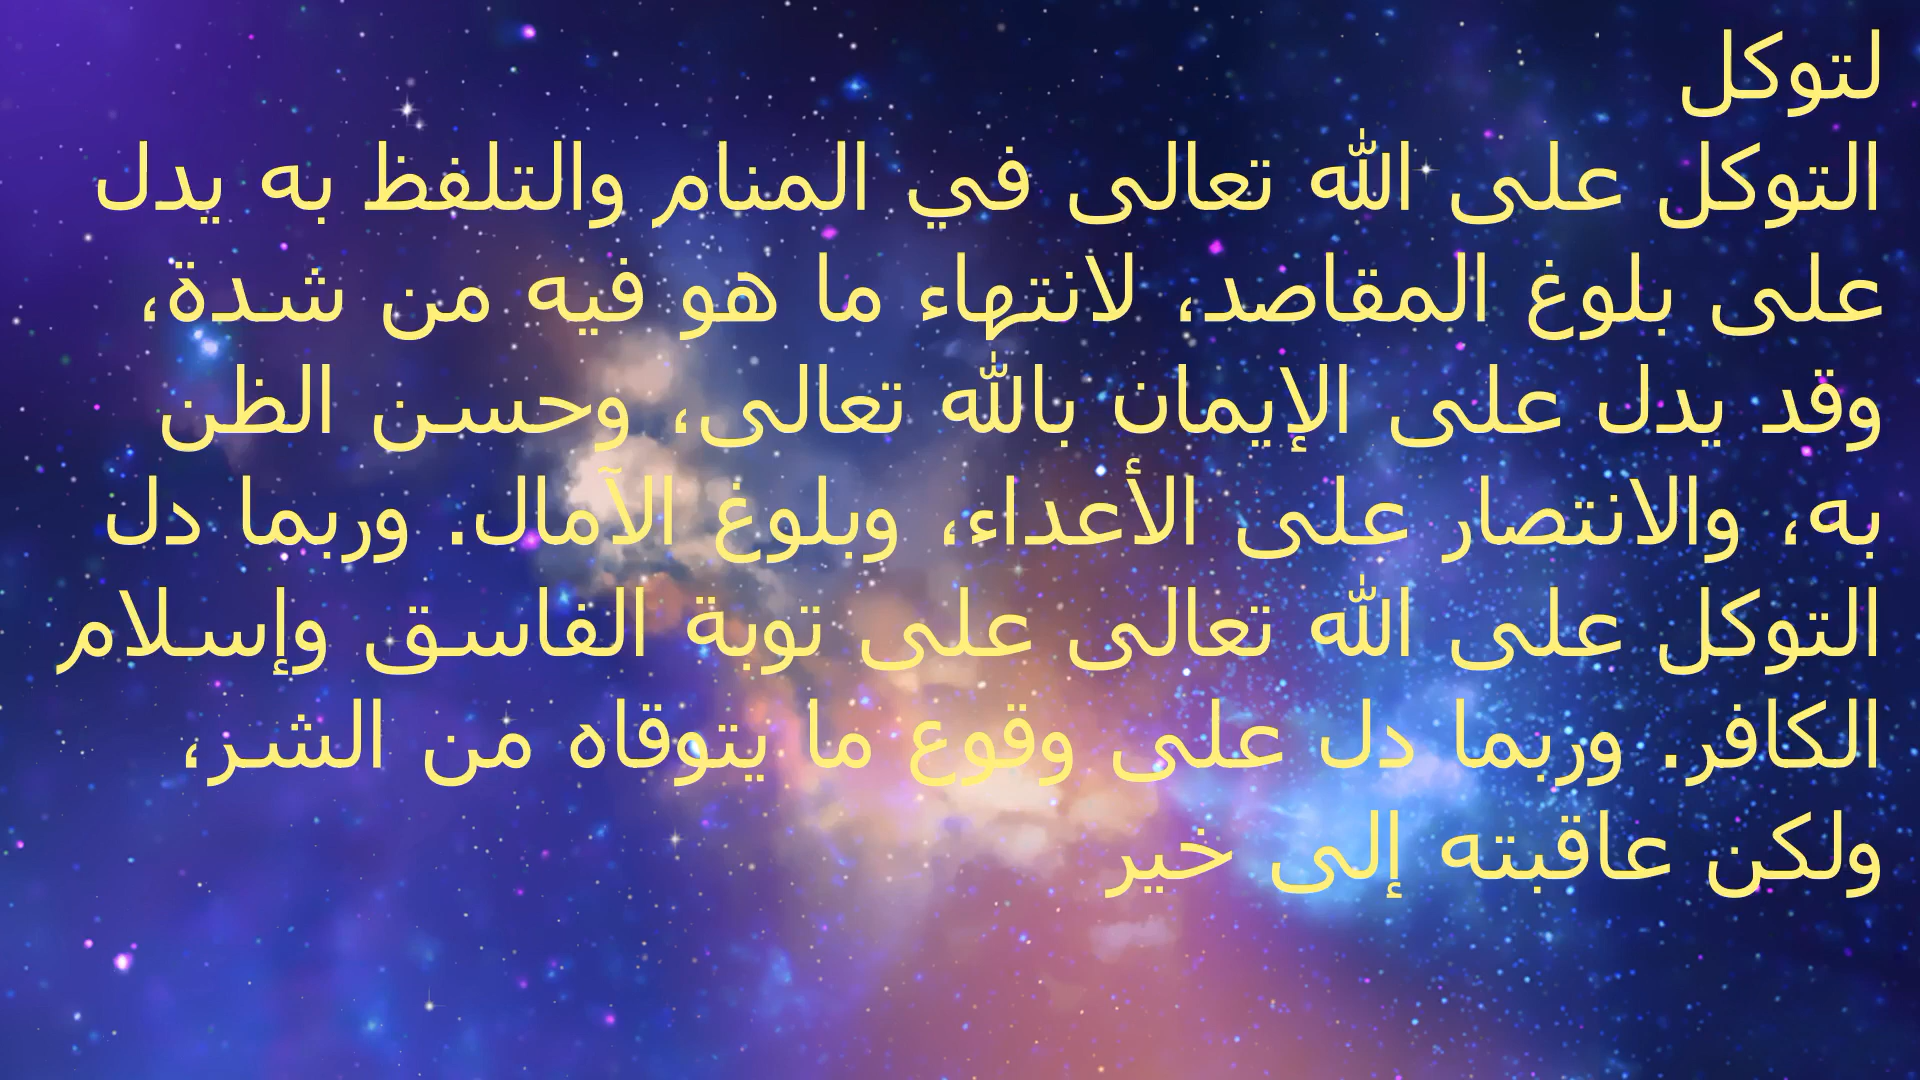 لتوكل
التوكل على الله تعالى في المنام والتلفظ به يدل
على بلوغ المقاصد، لانتهاء ما هو فيه من شدة،
وقد يدل على الإيمان بالله تعالى، وحسن الظن
به، والانتصار على الأعداء، وبلوغ الآمال. وربما دل
التوكل على الله تعالى على توبة الفاسق وإسلام
الكافر. وربما دل على وقوع ما يتوقاه من الشر،
ولكن عاقبته إلى خير